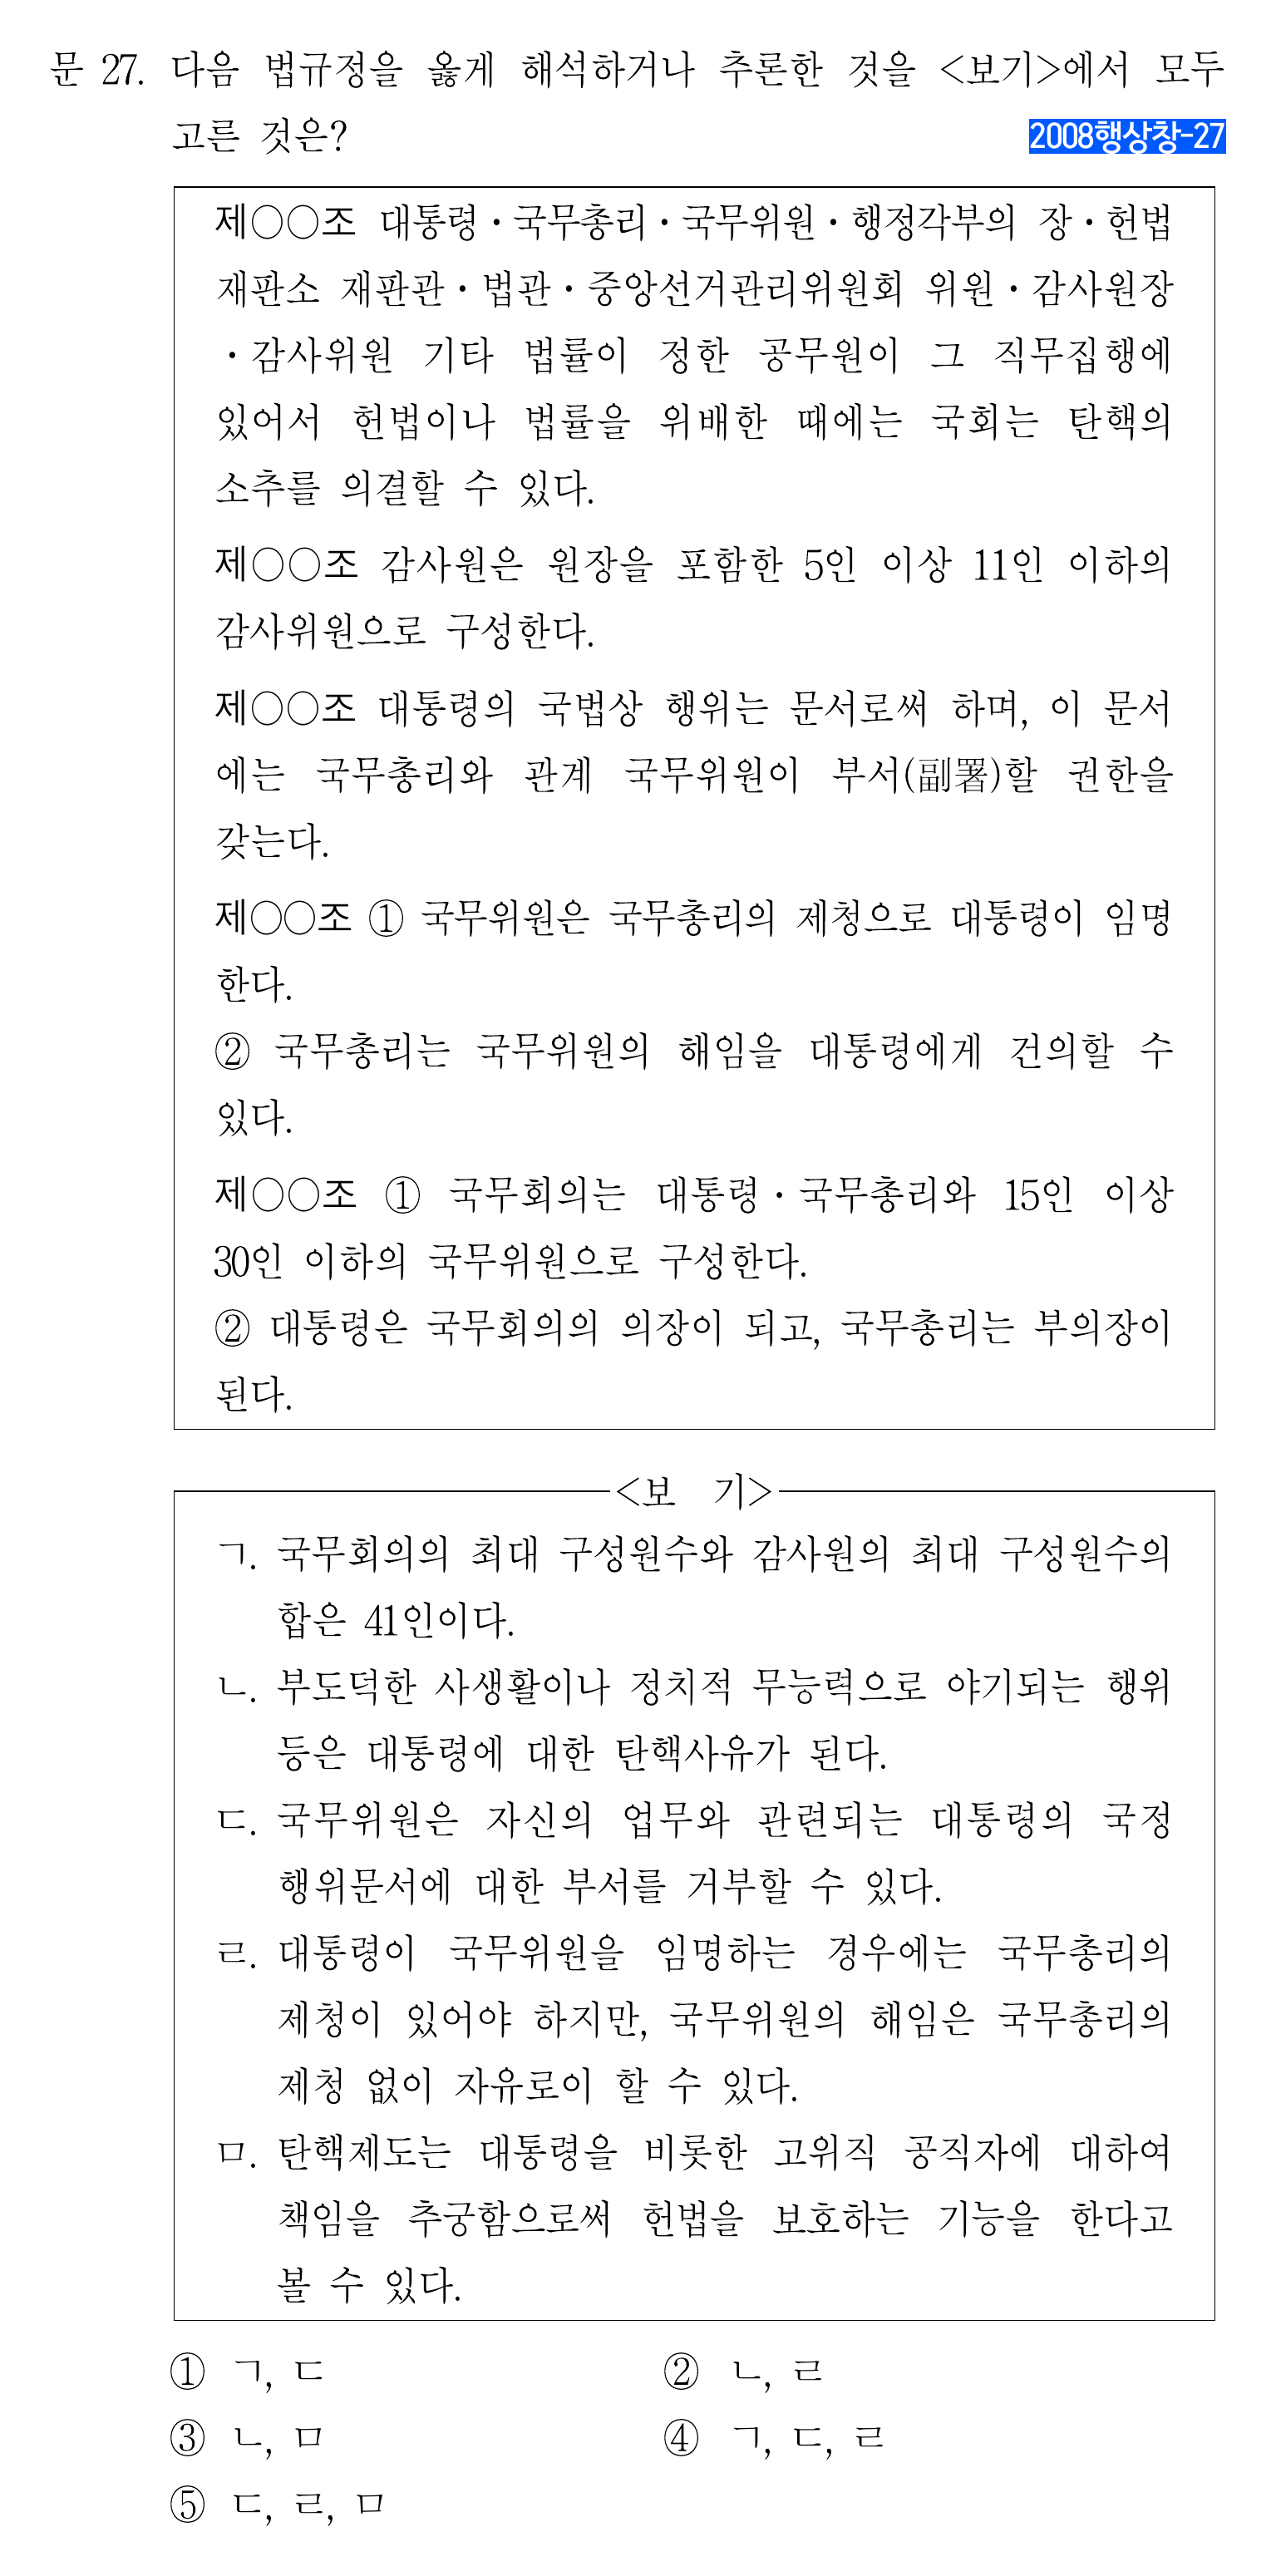 문 27. 다음 법규정을 옳게 해석하거나 추론한 것을 <보기>에서 모두
고른 것은?
2008행상창-27
제○○조 대통령·국무총리·국무위원·행정각부의 장·헌법
재판소 재판관·법관·중앙선거관리위원회 위원·감사원장
·감사위원 기타 법률이 정한 공무원이 그 직무집행에
있어서 헌법이나 법률을 위배한 때에는 국회는 탄핵의
소추를 의결할 수 있다.
제○○조 감사원은 원장을 포함한 5인 이상 11인 이하의
감사위원으로 구성한다.
제○○조 대통령의 국법상 행위는 문서로써 하며, 이 문서
에는 국무총리와 관계 국무위원이 부서(副署)할 권한을
갖는다.
제○○조 ① 국무위원은 국무총리의 제청으로 대통령이 임명
한다.
② 국무총리는 국무위원의 해임을 대통령에게 건의할 수
있다.
제○○조 ① 국무회의는 대통령·국무총리와 15인 이상
30인 이하의 국무위원으로 구성한다.
② 대통령은 국무회의의 의장이 되고, 국무총리는 부의장이
된다.
<보 기>
ㄱ. 국무회의의 최대 구성원수와 감사원의 최대 구성원수의
합은 41인이다.
ㄴ. 부도덕한 사생활이나 정치적 무능력으로 야기되는 행위
등은 대통령에 대한 탄핵사유가 된다.
ㄷ. 국무위원은 자신의 업무와 관련되는 대통령의 국정
행위문서에 대한 부서를 거부할 수 있다.
ㄹ. 대통령이 국무위원을 임명하는 경우에는 국무총리의
제청이 있어야 하지만, 국무위원의 해임은 국무총리의
제청 없이 자유로이 할 수 있다.
ㅁ. 탄핵제도는 대통령을 비롯한 고위직 공직자에 대하여
책임을 추궁함으로써 헌법을 보호하는 기능을 한다고
볼 수 있다.
① ㄱ, ㄷ ② ㄴ, ㄹ
③ ㄴ, ㅁ ④ ㄱ, ㄷ, ㄹ
⑤ ㄷ, ㄹ, ㅁ